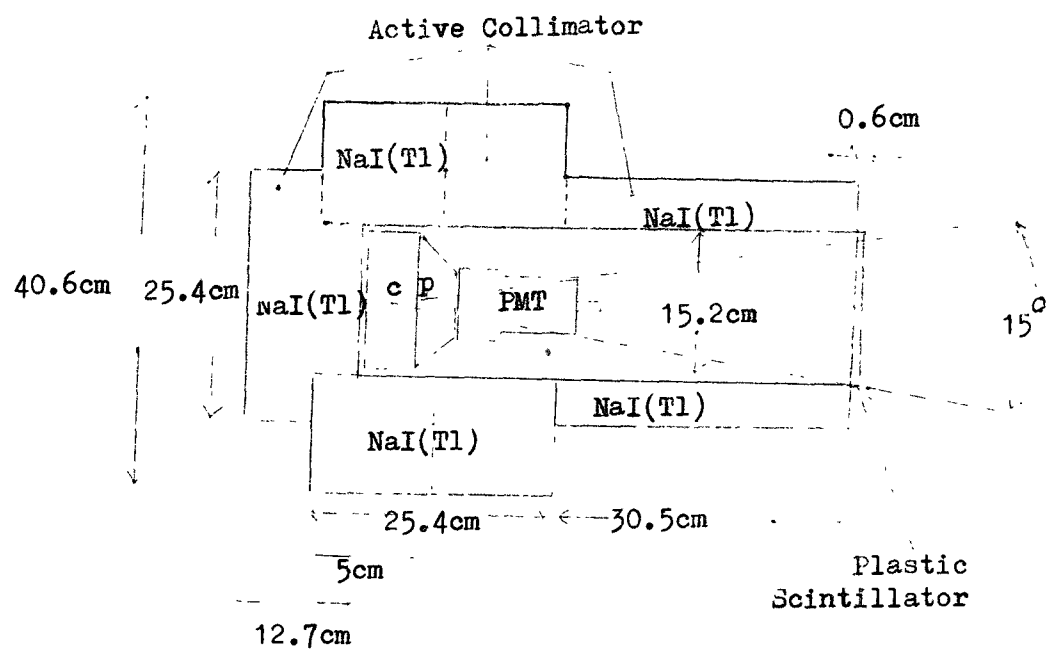 Active Collimator
0.6cm
NaI(Tl)
NaI(Tl)
40.6cm
25.4cm
NaI(Tl)
c
p
PMT
15.2cm
15°
NaI(Tl)
NaI(Tl)
25.4cm
30.5cm
5cm
Plastic
Scintillator
12.7cm